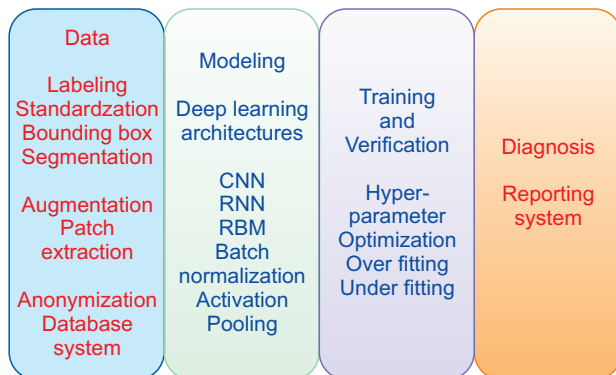 Data
Labeling
Standardzation
Bounding box
Segmentation
Augmentation
Patch
extraction
Anonymization
Database
system
Modeling
Deep learning
architectures
CNN
RNN
RBM
Batch
normalization
Activation
Pooling
Training
and
Verification
Hyper-
parameter
Optimization
Over fitting
Under fitting
Diagnosis
Reporting
system